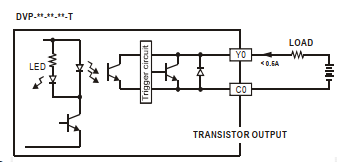 DVP-**-**-**-T
LED
Trigger circuit
Y0
LOAD
< 0.5A
C0
TRANSISTOR OUTPUT